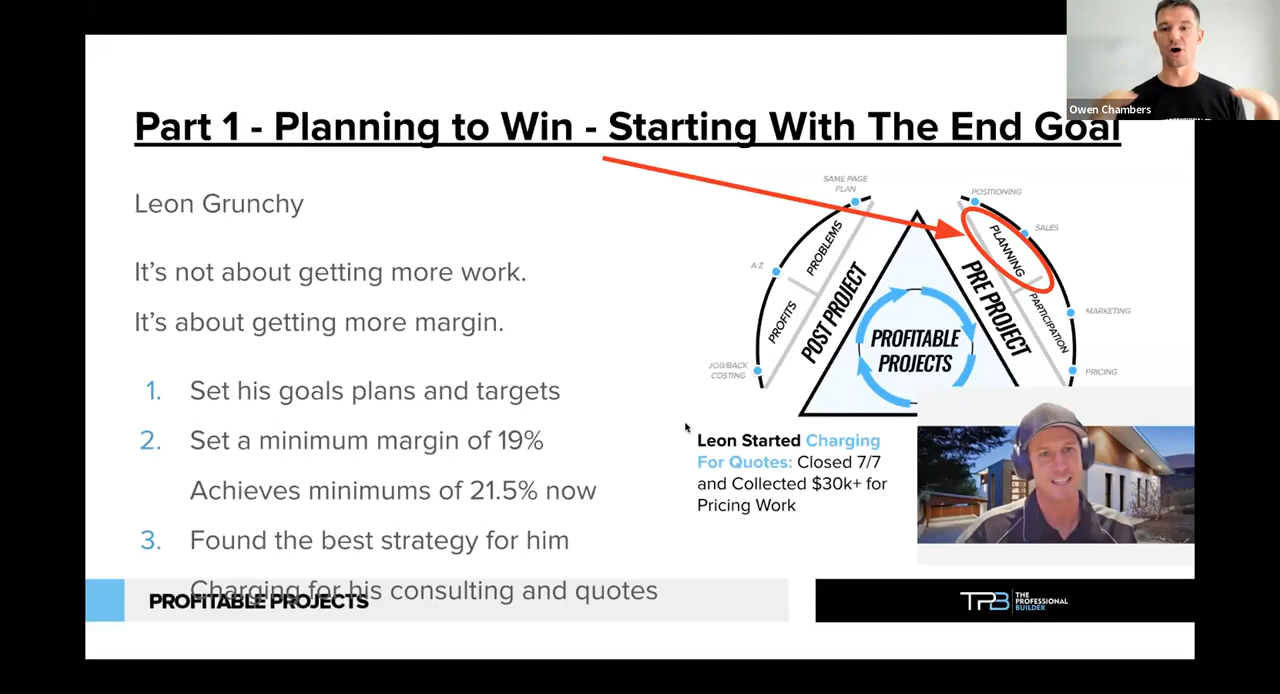 Owen Chambers
Part 1 - Planning to Win - Starting With The End Goal
Leon Grunchy
It's not about getting more work.
It's about getting more margin.
1. Set his goals plans and targets
2. Set a minimum margin of 19%
Achieves minimums of 21.5% now
3. Found the best strategy for him
Charging for his consulting and quotes
SAME PAGE
PLAN
A-Z
JOB/BACK
COSTING
PROBLEMS
PROFITS
POST PROJECT
PROFITABLE
PROJECTS
PRE PROJECT
PLANNING
PARTICIPATION
POSITIONING
SALES
MARKETING
PRICING
Leon Started Charging
For Quotes: Closed 7/7
and Collected $30k+ for
Pricing Work
PROFITABLE PROJECTS
TPB THE
PROFESSIONAL
BUILDER